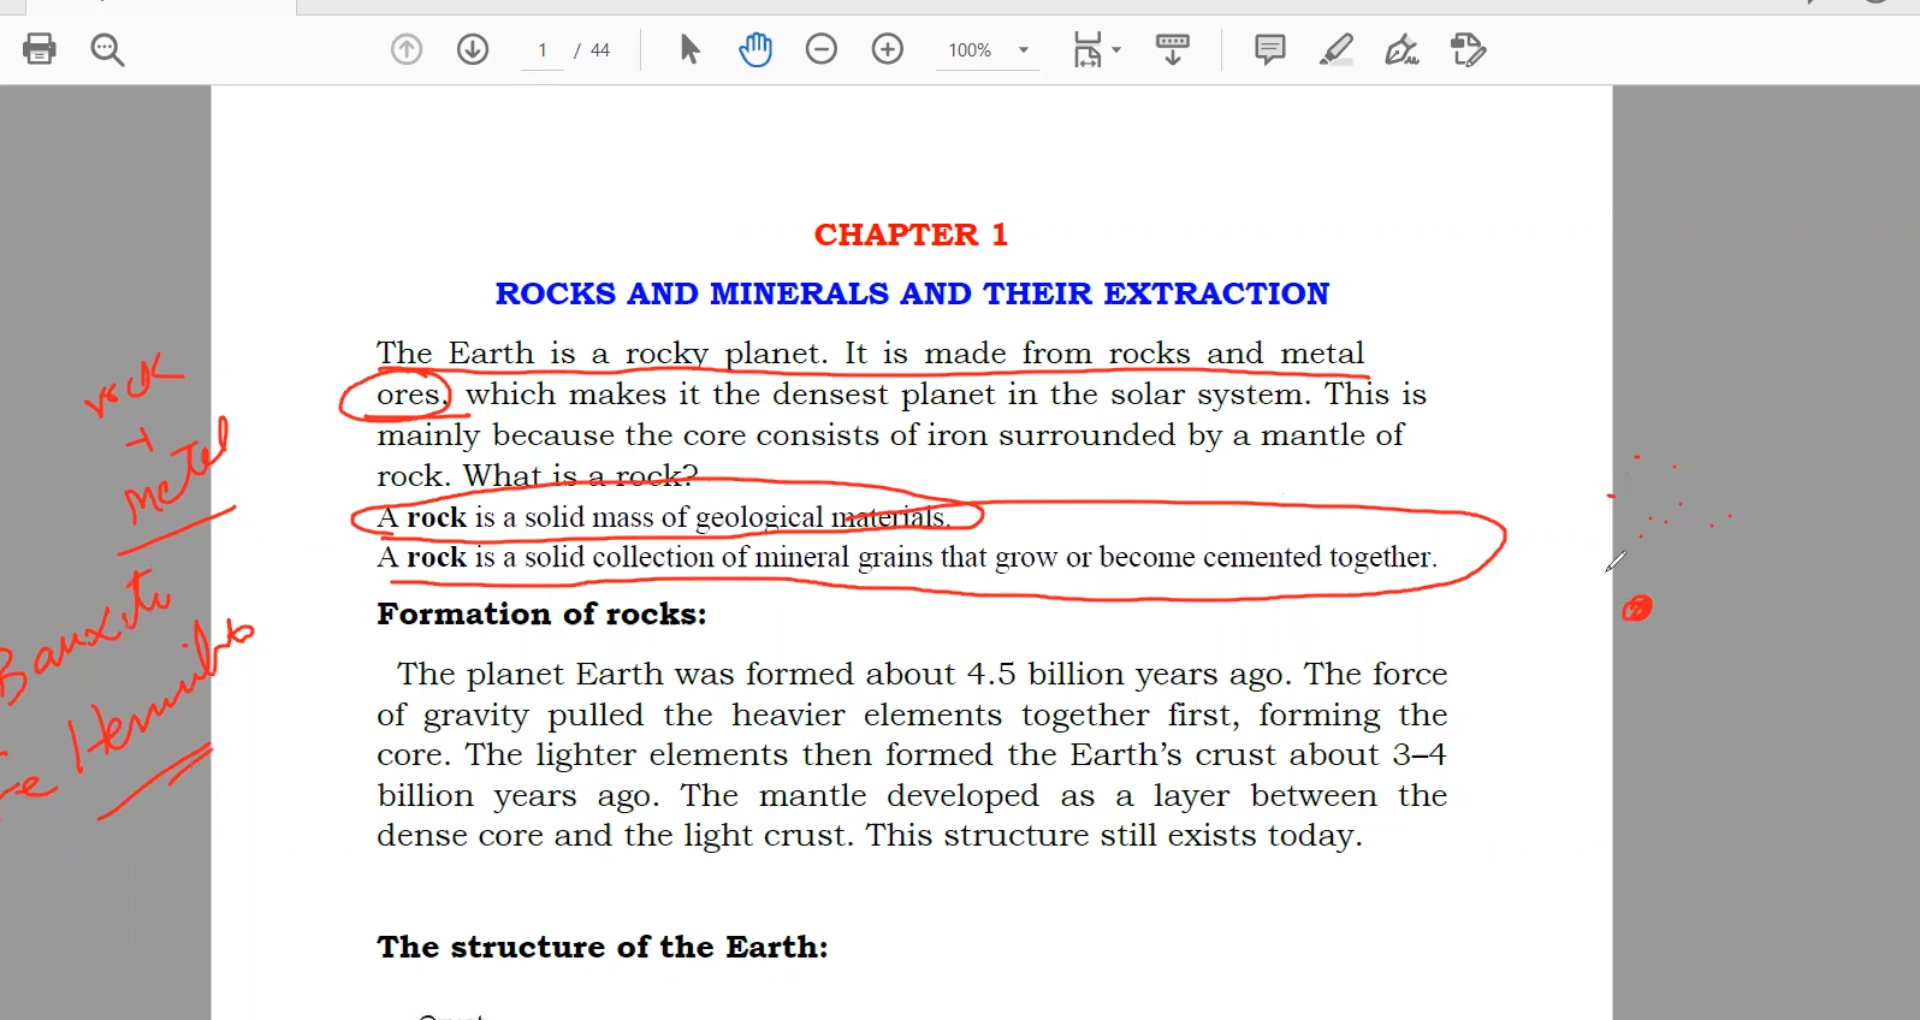 1 / 44 100%
CHAPTER 1
ROCKS AND MINERALS AND THEIR EXTRACTION
The Earth is a rocky planet. It is made from rocks and metal
ores, which makes it the densest planet in the solar system. This is
mainly because the core consists of iron surrounded by a mantle of
rock. What is a rock?
A rock is a solid mass of geological materials.
A rock is a solid collection of mineral grains that grow or become cemented together.
Formation of rocks:
The planet Earth was formed about 4.5 billion years ago. The force
of gravity pulled the heavier elements together first, forming the
core. The lighter elements then formed the Earth’s crust about 3–4
billion years ago. The mantle developed as a layer between the
dense core and the light crust. This structure still exists today.
The structure of the Earth:
rock
+
Metal